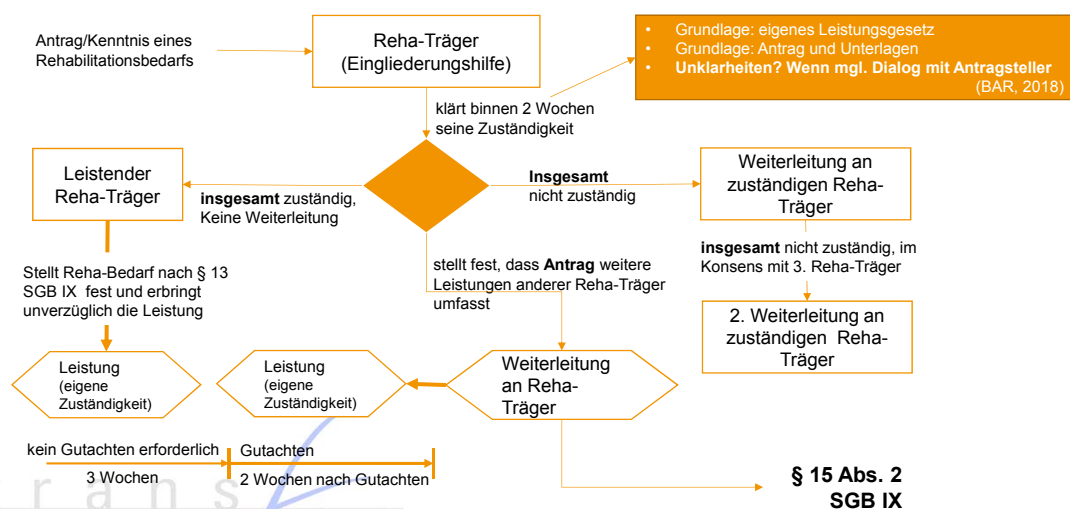 Antrag/Kenntnis eines
Rehabilitationsbedarfs
Reha-Träger
(Eingliederungshilfe)
• Grundlage: eigenes Leistungsgesetz
• Grundlage: Antrag und Unterlagen
• Unklarheiten? Wenn mgl. Dialog mit Antragsteller
(BAR, 2018)
klärt binnen 2 Wochen
seine Zuständigkeit
Leistender
Reha-Träger
insgesamt zuständig,
Keine Weiterleitung
Insgesamt
nicht zuständig
Weiterleitung an
zuständigen Reha-
Träger
Stellt Reha-Bedarf nach § 13
SGB IX fest und erbringt
unverzüglich die Leistung
stellt fest, dass Antrag weitere
Leistungen anderer Reha-Träger
umfasst
insgesamt nicht zuständig, im
Konsens mit 3. Reha-Träger
2. Weiterleitung an
zuständigen Reha-
Träger
Leistung
(eigene
Zuständigkeit)
Leistung
(eigene
Zuständigkeit)
Weiterleitung
an Reha-
Träger
kein Gutachten erforderlich
3 Wochen
Gutachten
2 Wochen nach Gutachten
§ 15 Abs. 2
SGB IX
rans